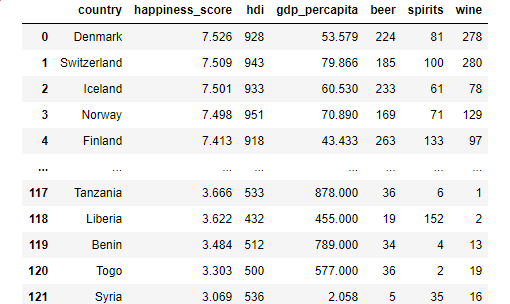 country happiness_score hdi gdp_percapita beer spirits wine
0 Denmark 7.526 928 53.579 224 81 278
1 Switzerland 7.509 943 79.866 185 100 280
2 Iceland 7.501 933 60.530 233 61 78
3 Norway 7.498 951 70.890 169 71 129
4 Finland 7.413 918 43.433 263 133 97
... ... ... ... ... ... ... ...
117 Tanzania 3.666 533 878.000 36 6 1
118 Liberia 3.622 432 455.000 19 152 2
119 Benin 3.484 512 789.000 34 4 13
120 Togo 3.303 500 577.000 36 2 19
121 Syria 3.069 536 2.058 5 35 16